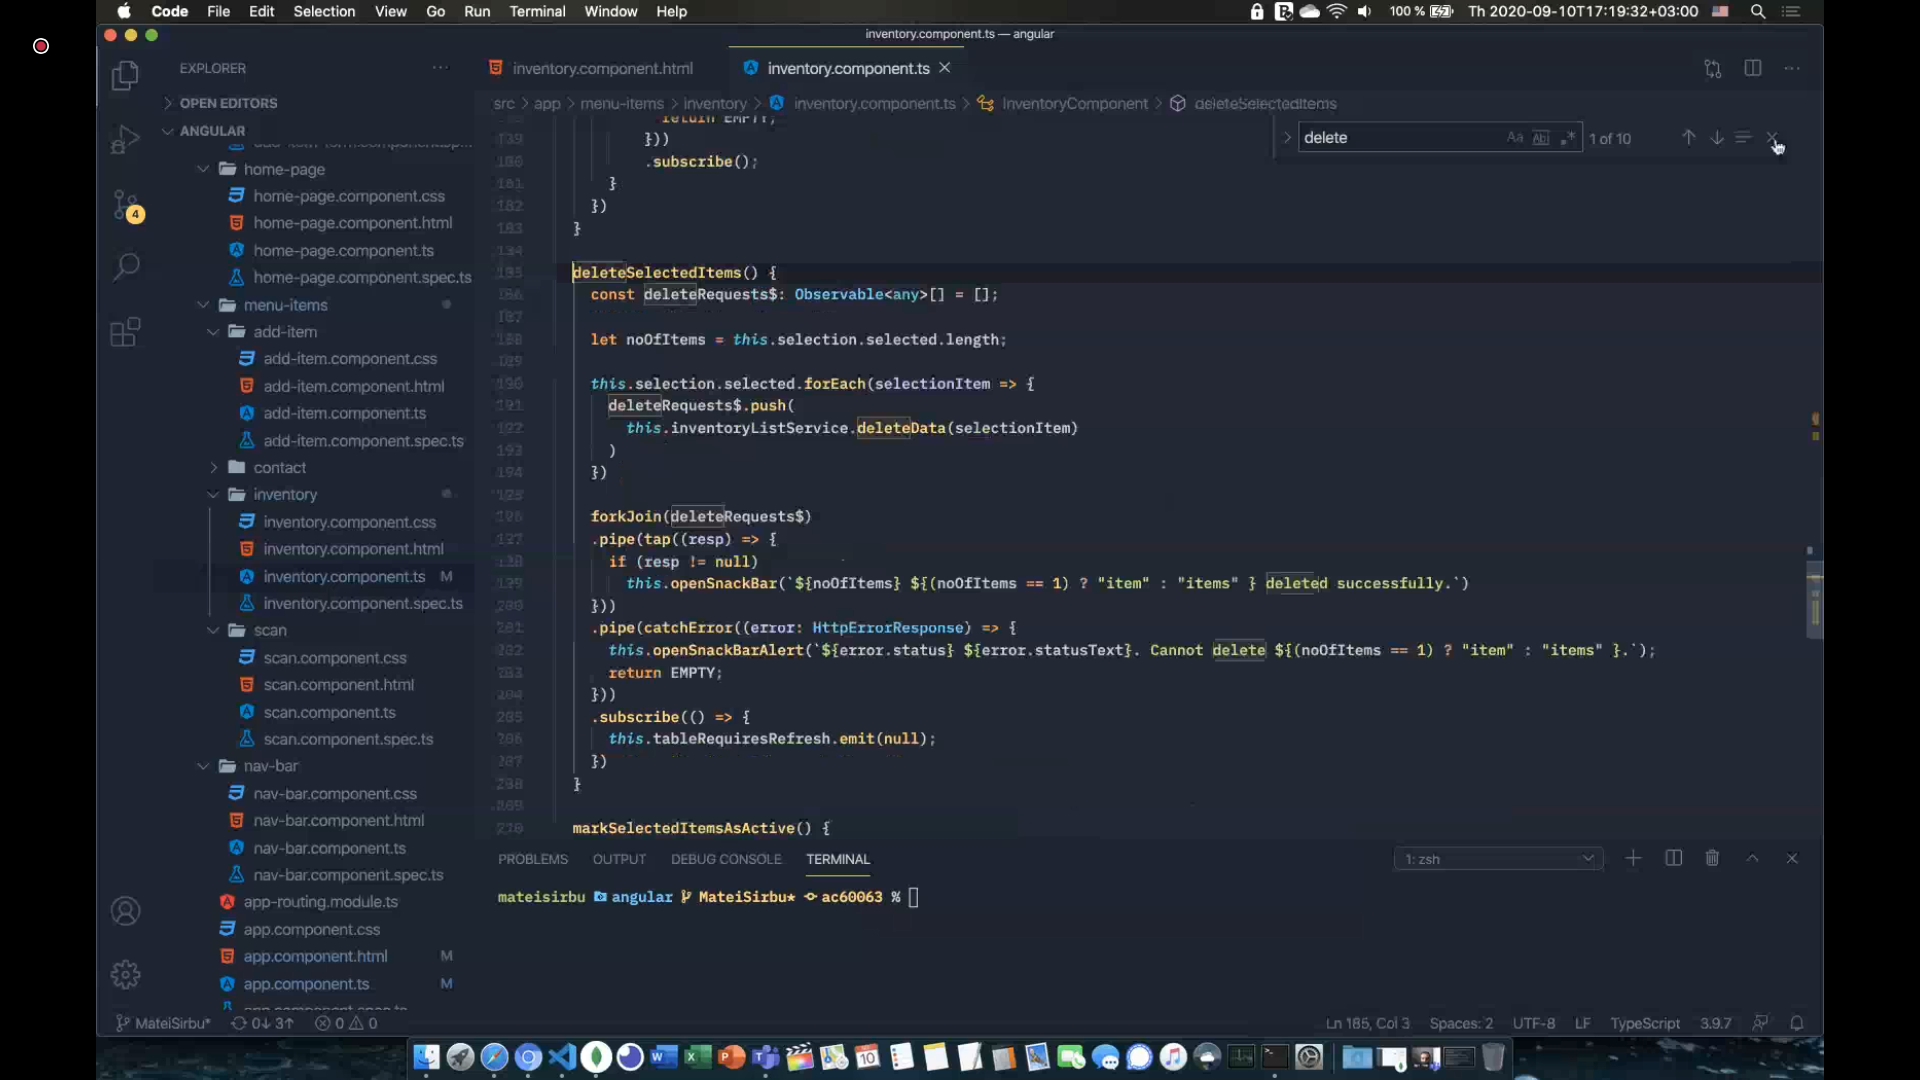 Code File Edit Selection View Go Run Terminal Window Help
100 % Th 2020-09-10T17:19:32+03:00
inventory.component.ts — angular
EXPLORER
inventory.component.html
inventory.component.ts
OPEN EDITORS
src > app > menu-items > inventory > inventory.component.ts > InventoryComponent > deleteSelectedItems
ANGULAR
delete
1 of 10
home-page
home-page.component.css
home-page.component.html
home-page.component.ts
home-page.component.spec.ts
menu-items
add-item
add-item.component.css
add-item.component.html
add-item.component.ts
add-item.component.spec.ts
contact
inventory
inventory.component.css
inventory.component.html
inventory.component.ts M
inventory.component.spec.ts
scan
scan.component.css
scan.component.html
scan.component.ts
scan.component.spec.ts
nav-bar
nav-bar.component.css
nav-bar.component.html
nav-bar.component.ts
nav-bar.component.spec.ts
app-routing.module.ts
app.component.css
app.component.html M
app.component.ts M
4
return EMPTY;
}))
.subscribe();
}
})
}
deleteSelectedItems() {
const deleteRequests$: Observable<any>[] = [];
let noOfItems = this.selection.selected.length;
this.selection.selected.forEach(selectionItem => {
deleteRequests$.push(
this.inventoryListService.deleteData(selectionItem)
)
})
forkJoin(deleteRequests$)
.pipe(tap((resp) => {
if (resp != null)
this.openSnackBar(`${noOfItems} ${(noOfItems == 1) ? "item" : "items" } deleted successfully.`)
}))
.pipe(catchError((error: HttpErrorResponse) => {
this.openSnackBarAlert(`${error.status} ${error.statusText}. Cannot delete ${(noOfItems == 1) ? "item" : "items" }.`);
return EMPTY;
}))
.subscribe(() => {
this.tableRequiresRefresh.emit(null);
})
}
markSelectedItemsAsActive() {
PROBLEMS OUTPUT DEBUG CONSOLE TERMINAL
1: zsh
mateisirbu angular MateiSirbu* ac60063 %
MateiSirbu* 0↓ 3↑ 0 0
Ln 185, Col 3 Spaces: 2 UTF-8 LF TypeScript 3.9.7